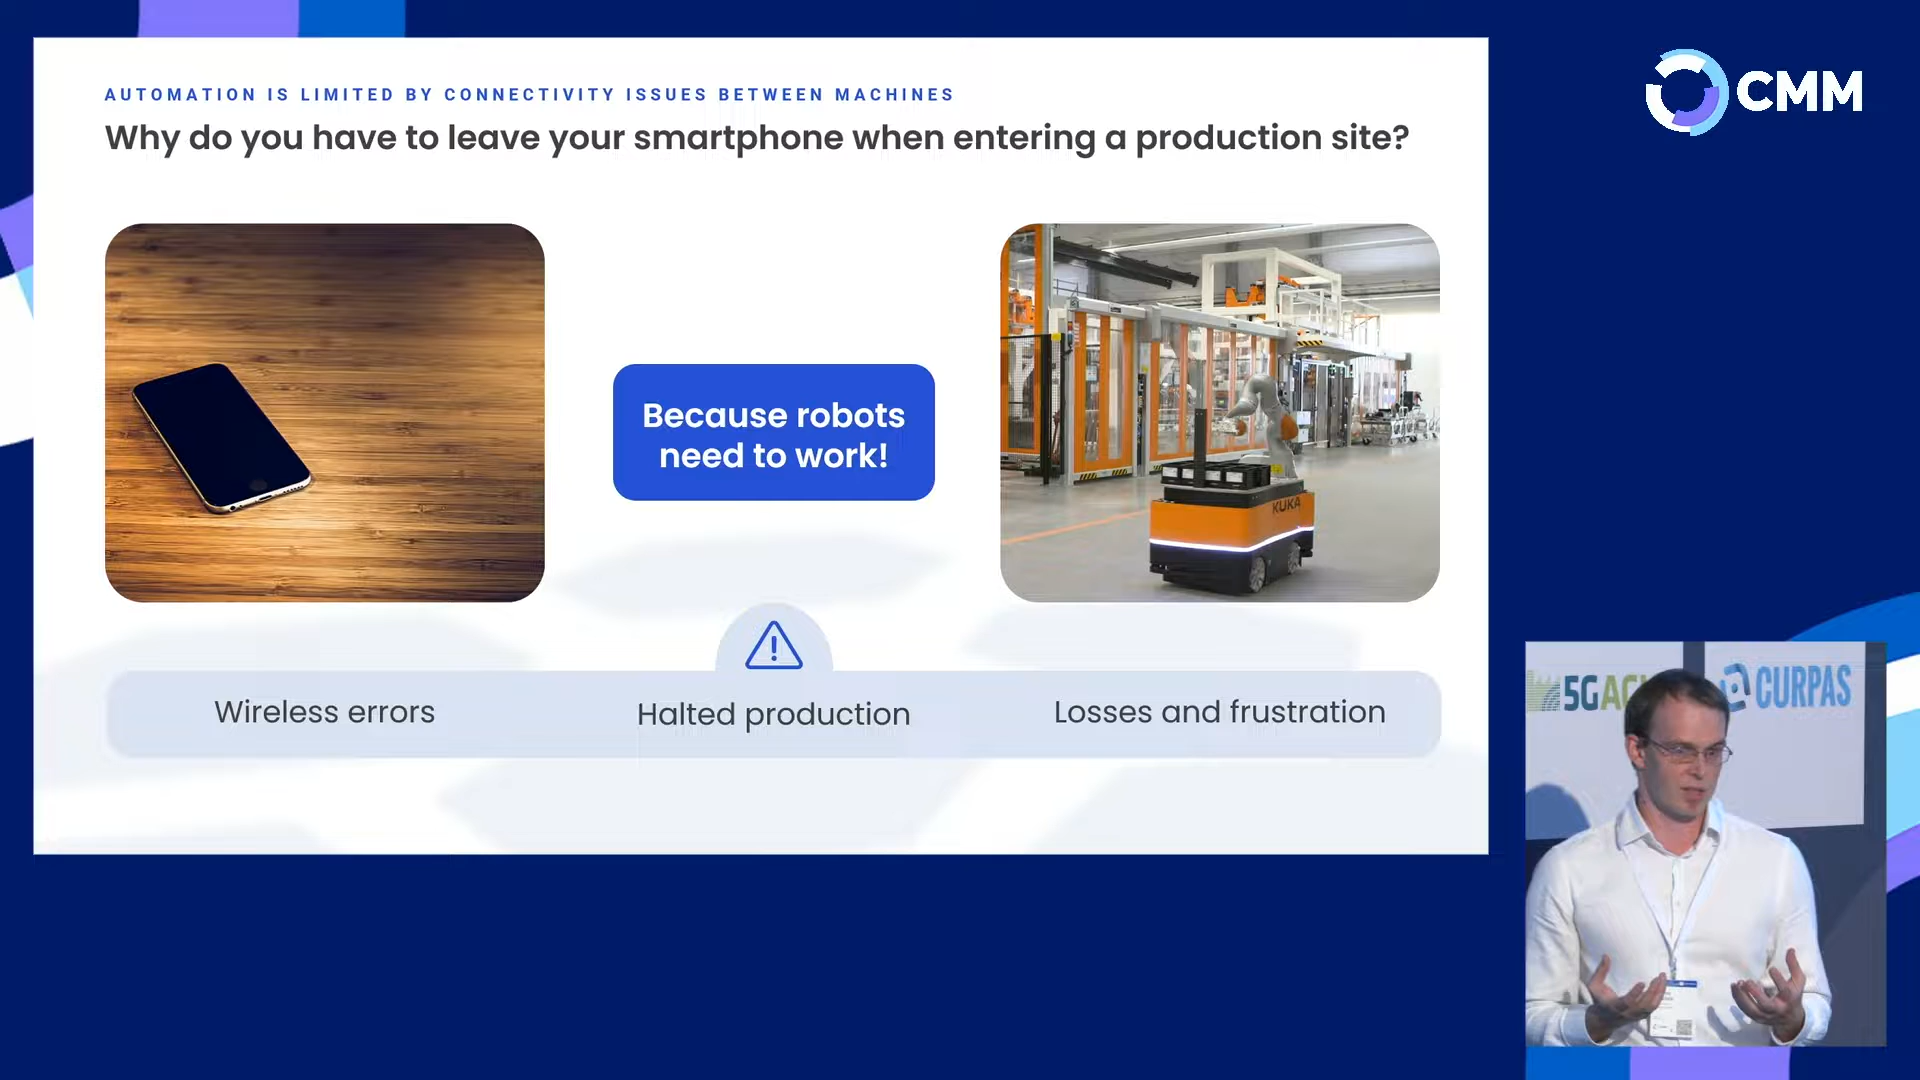 AUTOMATION IS LIMITED BY CONNECTIVITY ISSUES BETWEEN MACHINES
Why do you have to leave your smartphone when entering a production site?
Because robots
need to work!
KUKA
Wireless errors
Halted production
Losses and frustration
CMM
5G
CURPAS